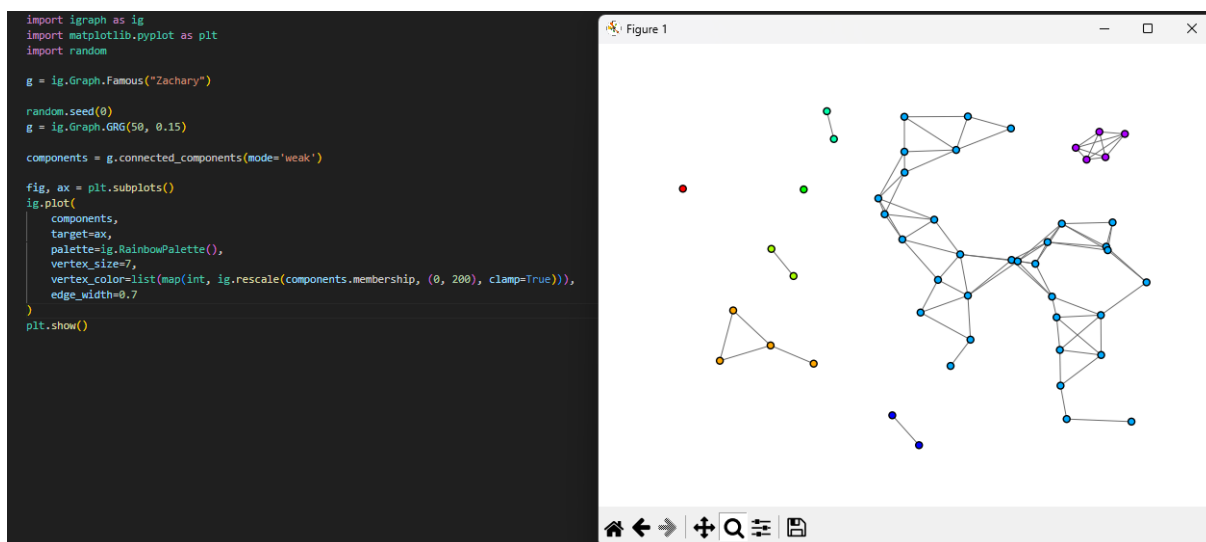 import igraph as ig
import matplotlib.pyplot as plt
import random
g = ig.Graph.Famous("Zachary")
random.seed(0)
g = ig.Graph.GRG(50, 0.15)
components = g.connected_components(mode='weak')
fig, ax = plt.subplots()
ig.plot(
    components,
    target=ax,
    palette=ig.RainbowPalette(),
    vertex_size=7,
    vertex_color=list(map(int, ig.rescale(components.membership, (0, 200), clamp=True))),
    edge_width=0.7
)
plt.show()
Figure 1